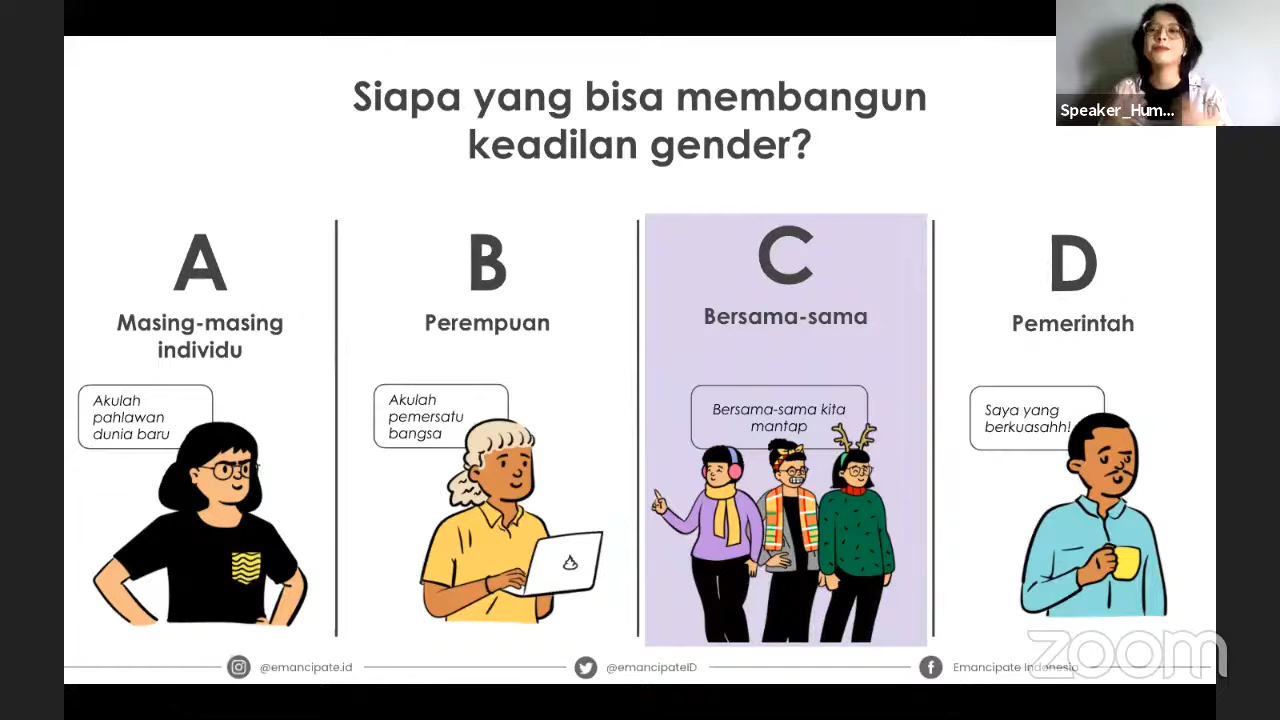 Siapa yang bisa membangun
keadilan gender?
Speaker_Hum...
A
Masing-masing
individu
Akulah
pahlawan
dunia baru
B
Perempuan
Akulah
pemersatu
bangsa
C
Bersama-sama
Bersama-sama kita
mantap
D
Pemerintah
Saya yang
berkuasahh!
@emancipate.id
@emancipateID
Emancipate Indonesia
zoom